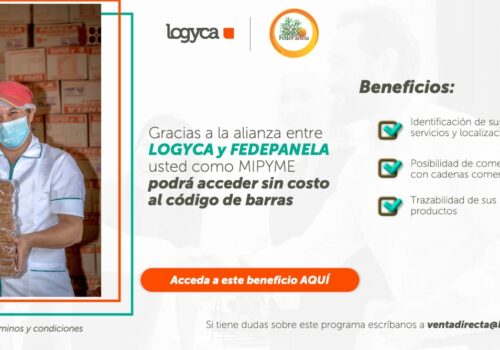 logyca
FedePanela
Beneficios:
Gracias a la alianza entre
LOGYCA y FEDEPANELA
usted como MIPYME
podrá acceder sin costo
al código de barras
Identificación de sus
servicios y localizac
Posibilidad de come
con cadenas comer
Trazabilidad de sus
productos
Acceda a este beneficio AQUÍ
minos y condiciones
Si tiene dudas sobre este programa escríbanos a ventadirecta@l